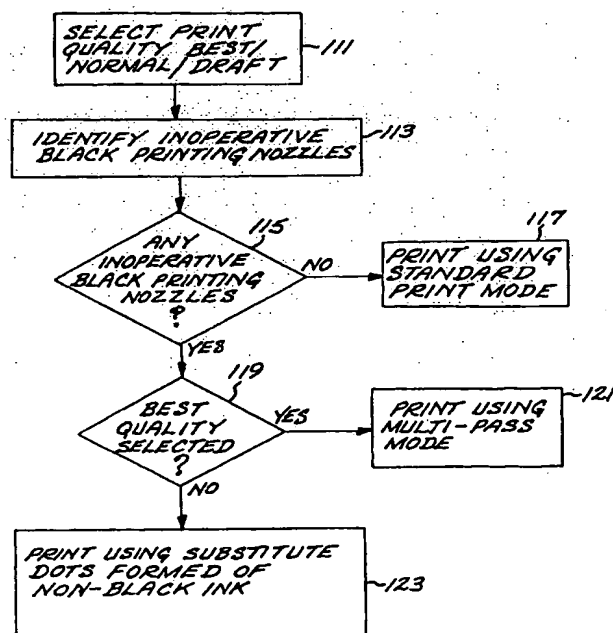 SELECT PRINT
QUALITY BEST/
NORMAL/DRAFT
111
IDENTIFY INOPERATIVE
BLACK PRINTING NOZZLES
113
115
ANY
INOPERATIVE
BLACK PRINTING
NOZZLES
?
NO
117
PRINT USING
STANDARD
PRINT MODE
YES
119
BEST
QUALITY
SELECTED
?
YES
121
PRINT USING
MULTI-PASS
MODE
NO
PRINT USING SUBSTITUTE
DOTS FORMED OF
NON-BLACK INK
123